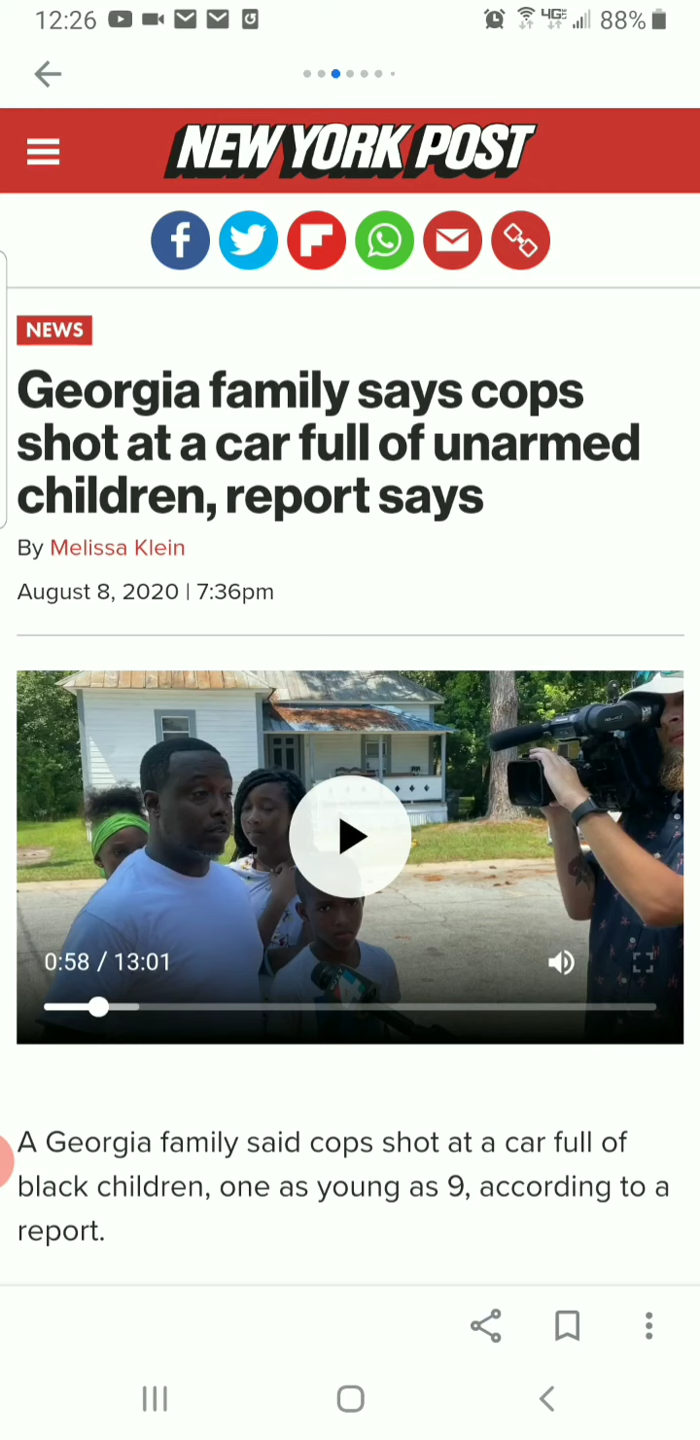 12:26
4GE 88%
NEW YORK POST
NEWS
Georgia family says cops
shot at a car full of unarmed
children, report says
By Melissa Klein
August 8, 2020 | 7:36pm
0:58 / 13:01
A Georgia family said cops shot at a car full of
black children, one as young as 9, according to a
report.